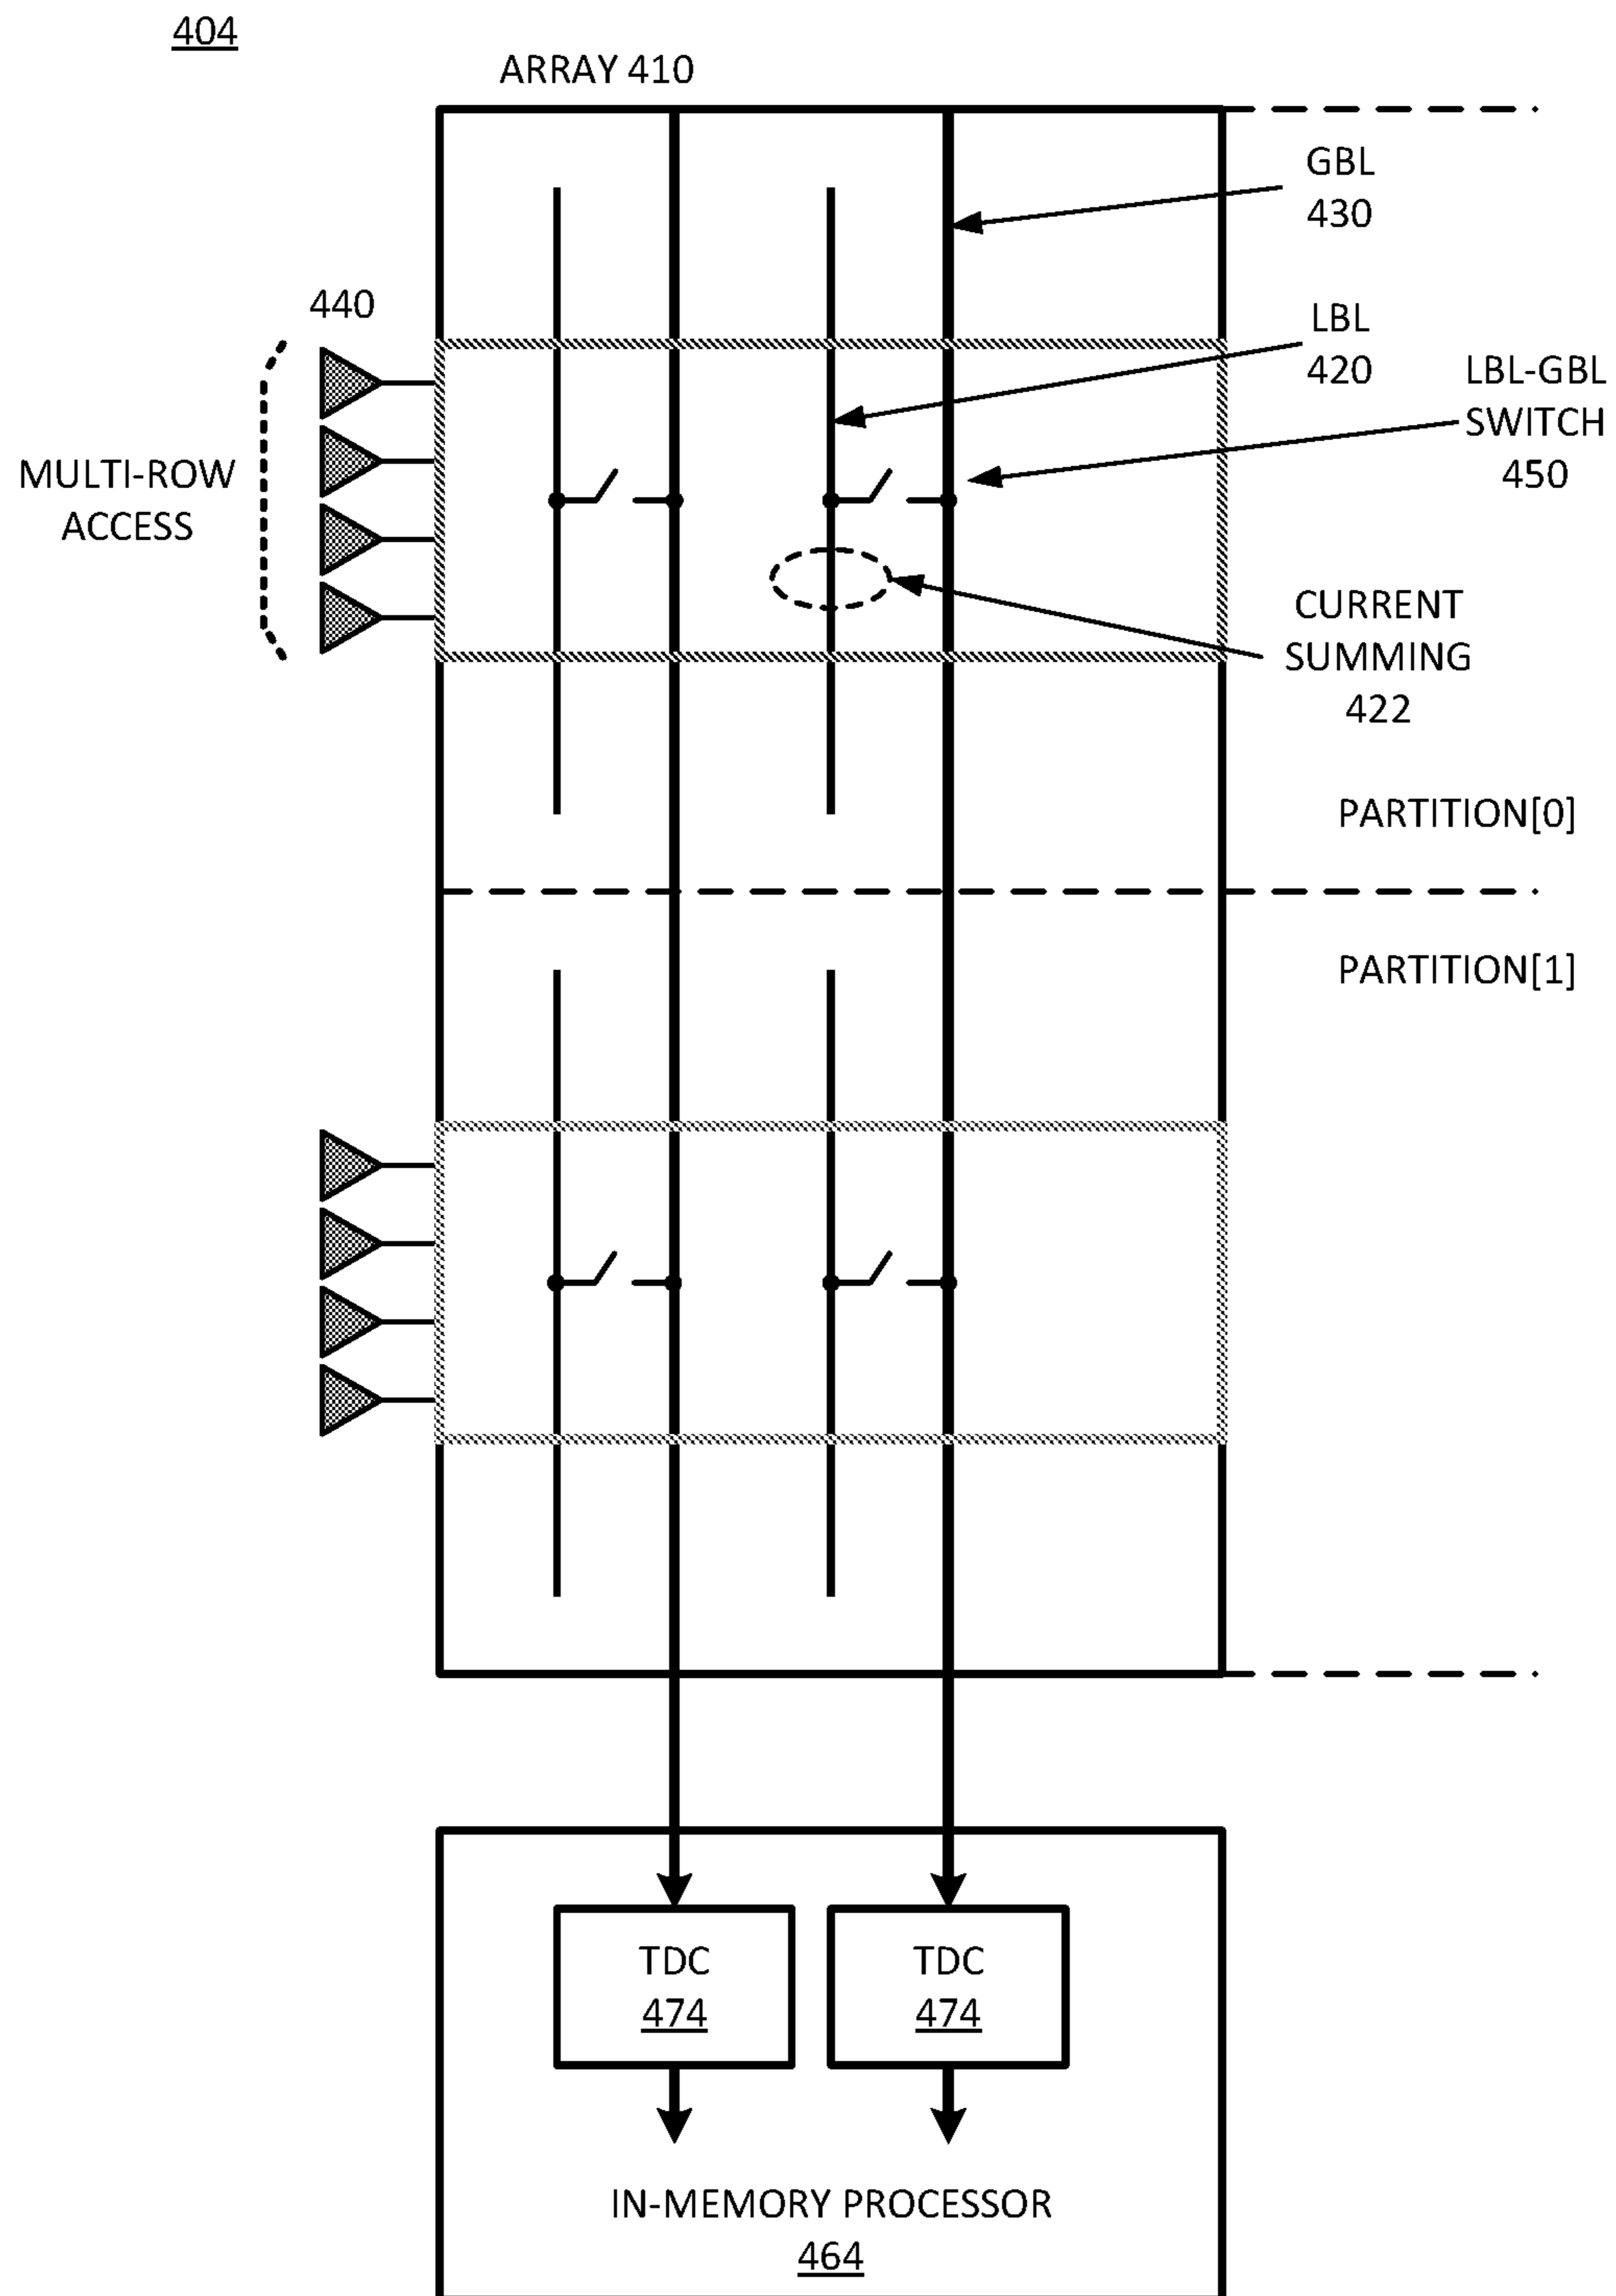 404
ARRAY 410
GBL
430
440
LBL
420
LBL-GBL
SWITCH
450
MULTI-ROW
ACCESS
CURRENT
SUMMING
422
PARTITION[0]
PARTITION[1]
TDC
474
TDC
474
IN-MEMORY PROCESSOR
464